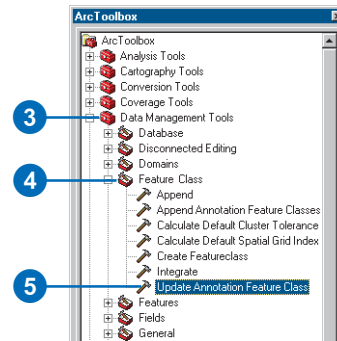 ArcToolbox
ArcToolbox
Analysis Tools
Cartography Tools
Conversion Tools
Coverage Tools
3 Data Management Tools
Database
Disconnected Editing
Domains
4 Feature Class
Append
Append Annotation Feature Classes
Calculate Default Cluster Tolerance
Calculate Default Spatial Grid Index
Create Featureclass
Integrate
5 Update Annotation Feature Class
Features
Fields
General